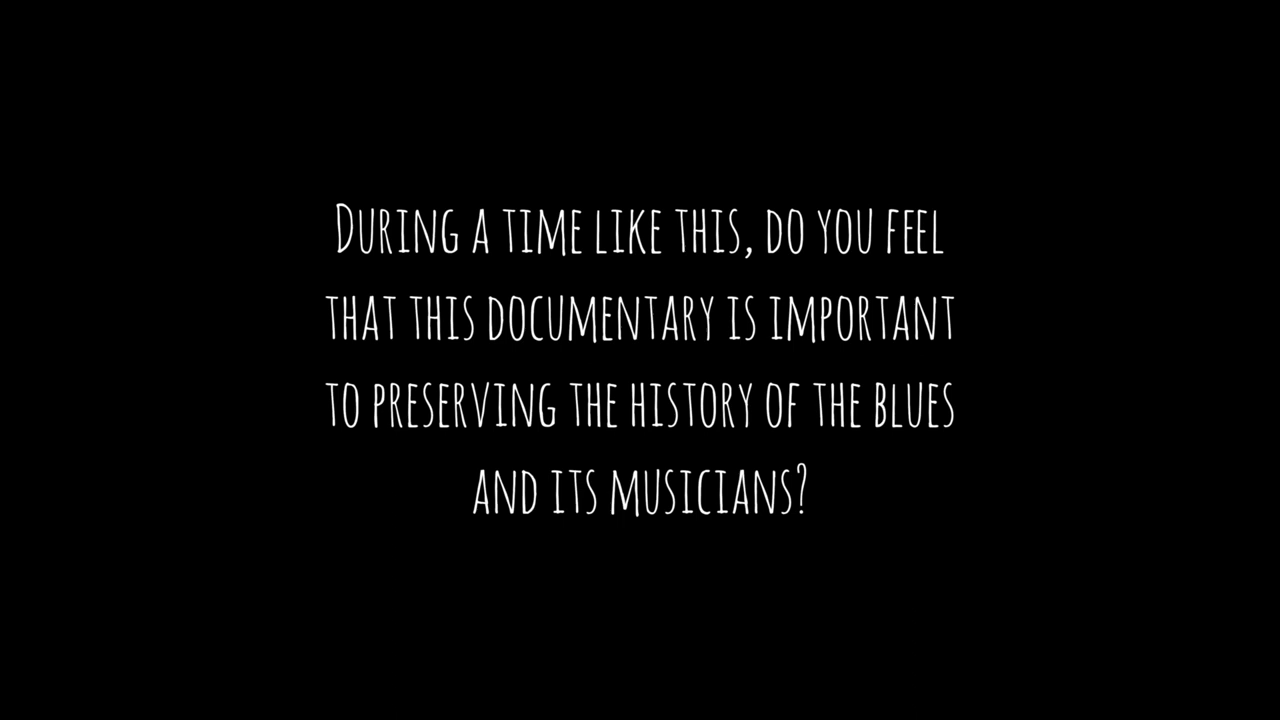 During a time like this, do you feel
that this documentary is important
to preserving the history of the blues
and its musicians?